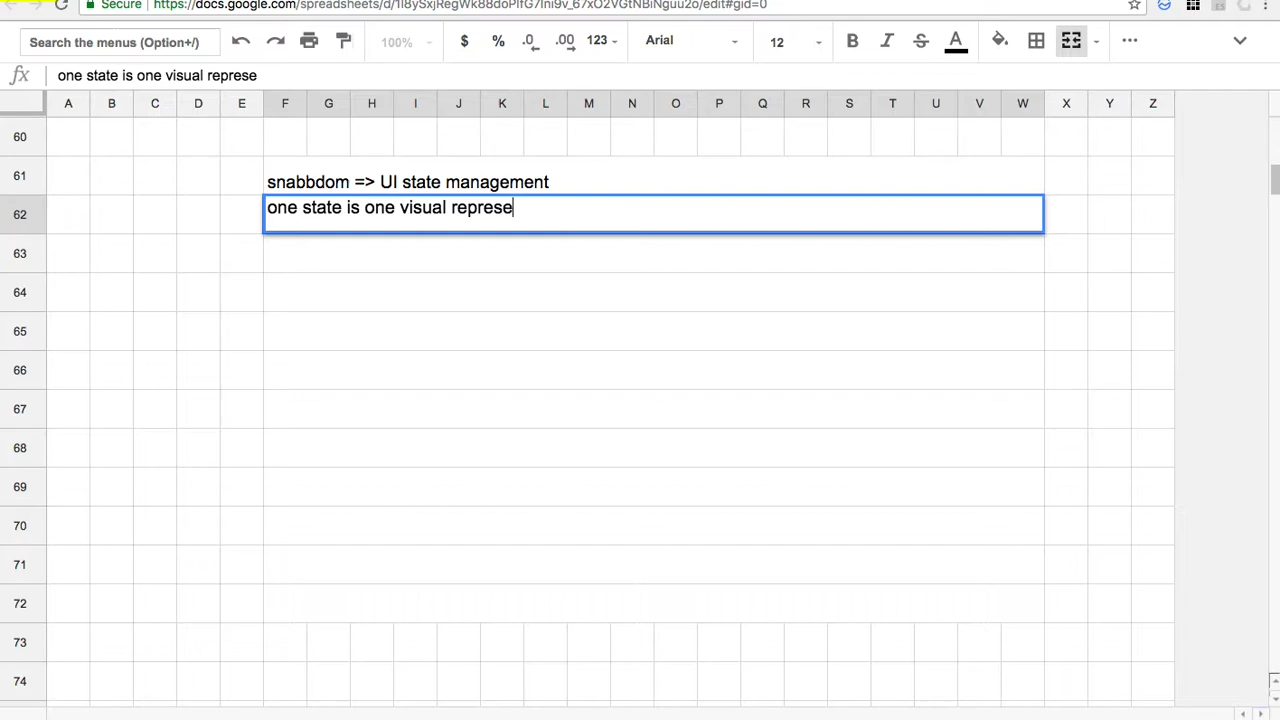 Secure https://docs.google.com/spreadsheets/d/
/edit#gid=0
Search the menus (Option+/) 100% $ % .0 .00 123 Arial 12 B I S A
fx one state is one visual represe
A B C D E F G H I J K L M N O P Q R S T U V W X Y Z
60
61 snabbdom => UI state management
62 one state is one visual represe
63
64
65
66
67
68
69
70
71
72
73
74